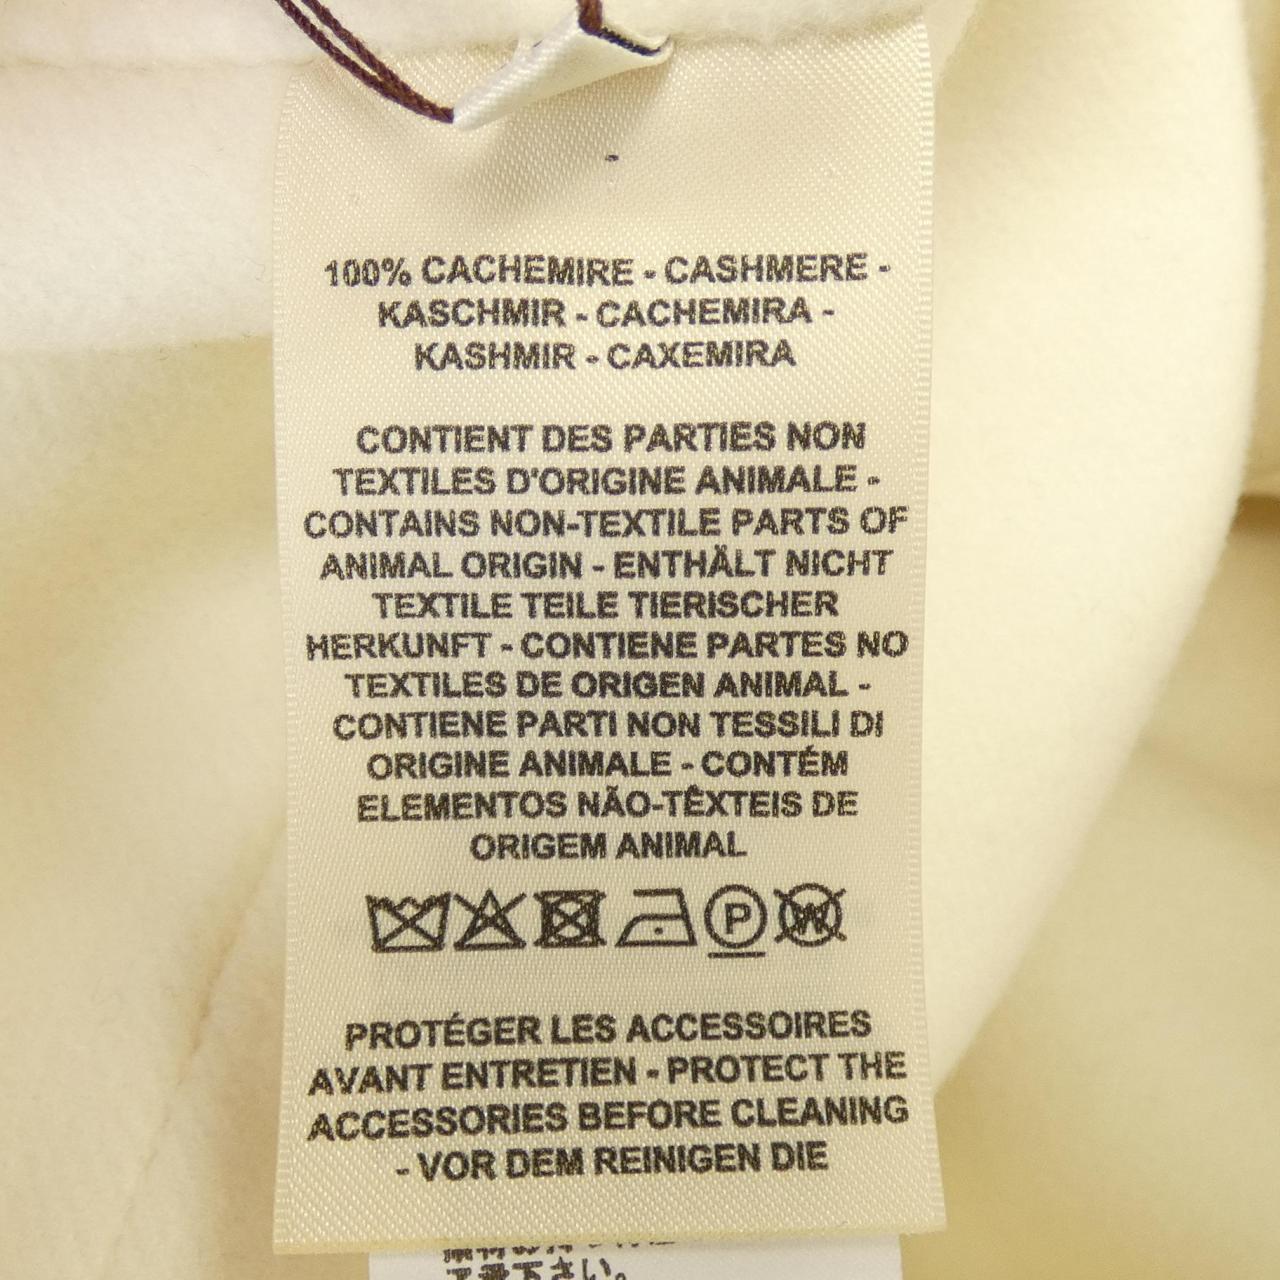 100% CACHEMIRE - CASHMERE -
KASCHMIR - CACHEMIRA -
KASHMIR - CAXEMIRA
CONTIENT DES PARTIES NON
TEXTILES D'ORIGINE ANIMALE -
CONTAINS NON-TEXTILE PARTS OF
ANIMAL ORIGIN - ENTHÄLT NICHT
TEXTILE TEILE TIERISCHER
HERKUNFT - CONTIENE PARTES NO
TEXTILES DE ORIGEN ANIMAL -
CONTIENE PARTI NON TESSILI DI
ORIGINE ANIMALE - CONTÉM
ELEMENTOS NÃO-TÊXTEIS DE
ORIGEM ANIMAL
P W
PROTÉGER LES ACCESSOIRES
AVANT ENTRETIEN - PROTECT THE
ACCESSORIES BEFORE CLEANING
- VOR DEM REINIGEN DIE